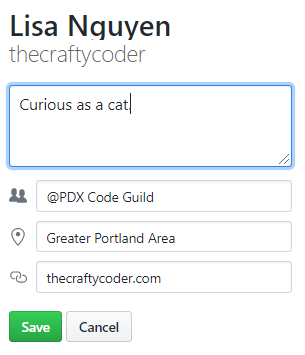 Lisa Nguyen
thecraftycoder
Curious as a cat
@PDX Code Guild
Greater Portland Area
thecraftycoder.com
Save Cancel